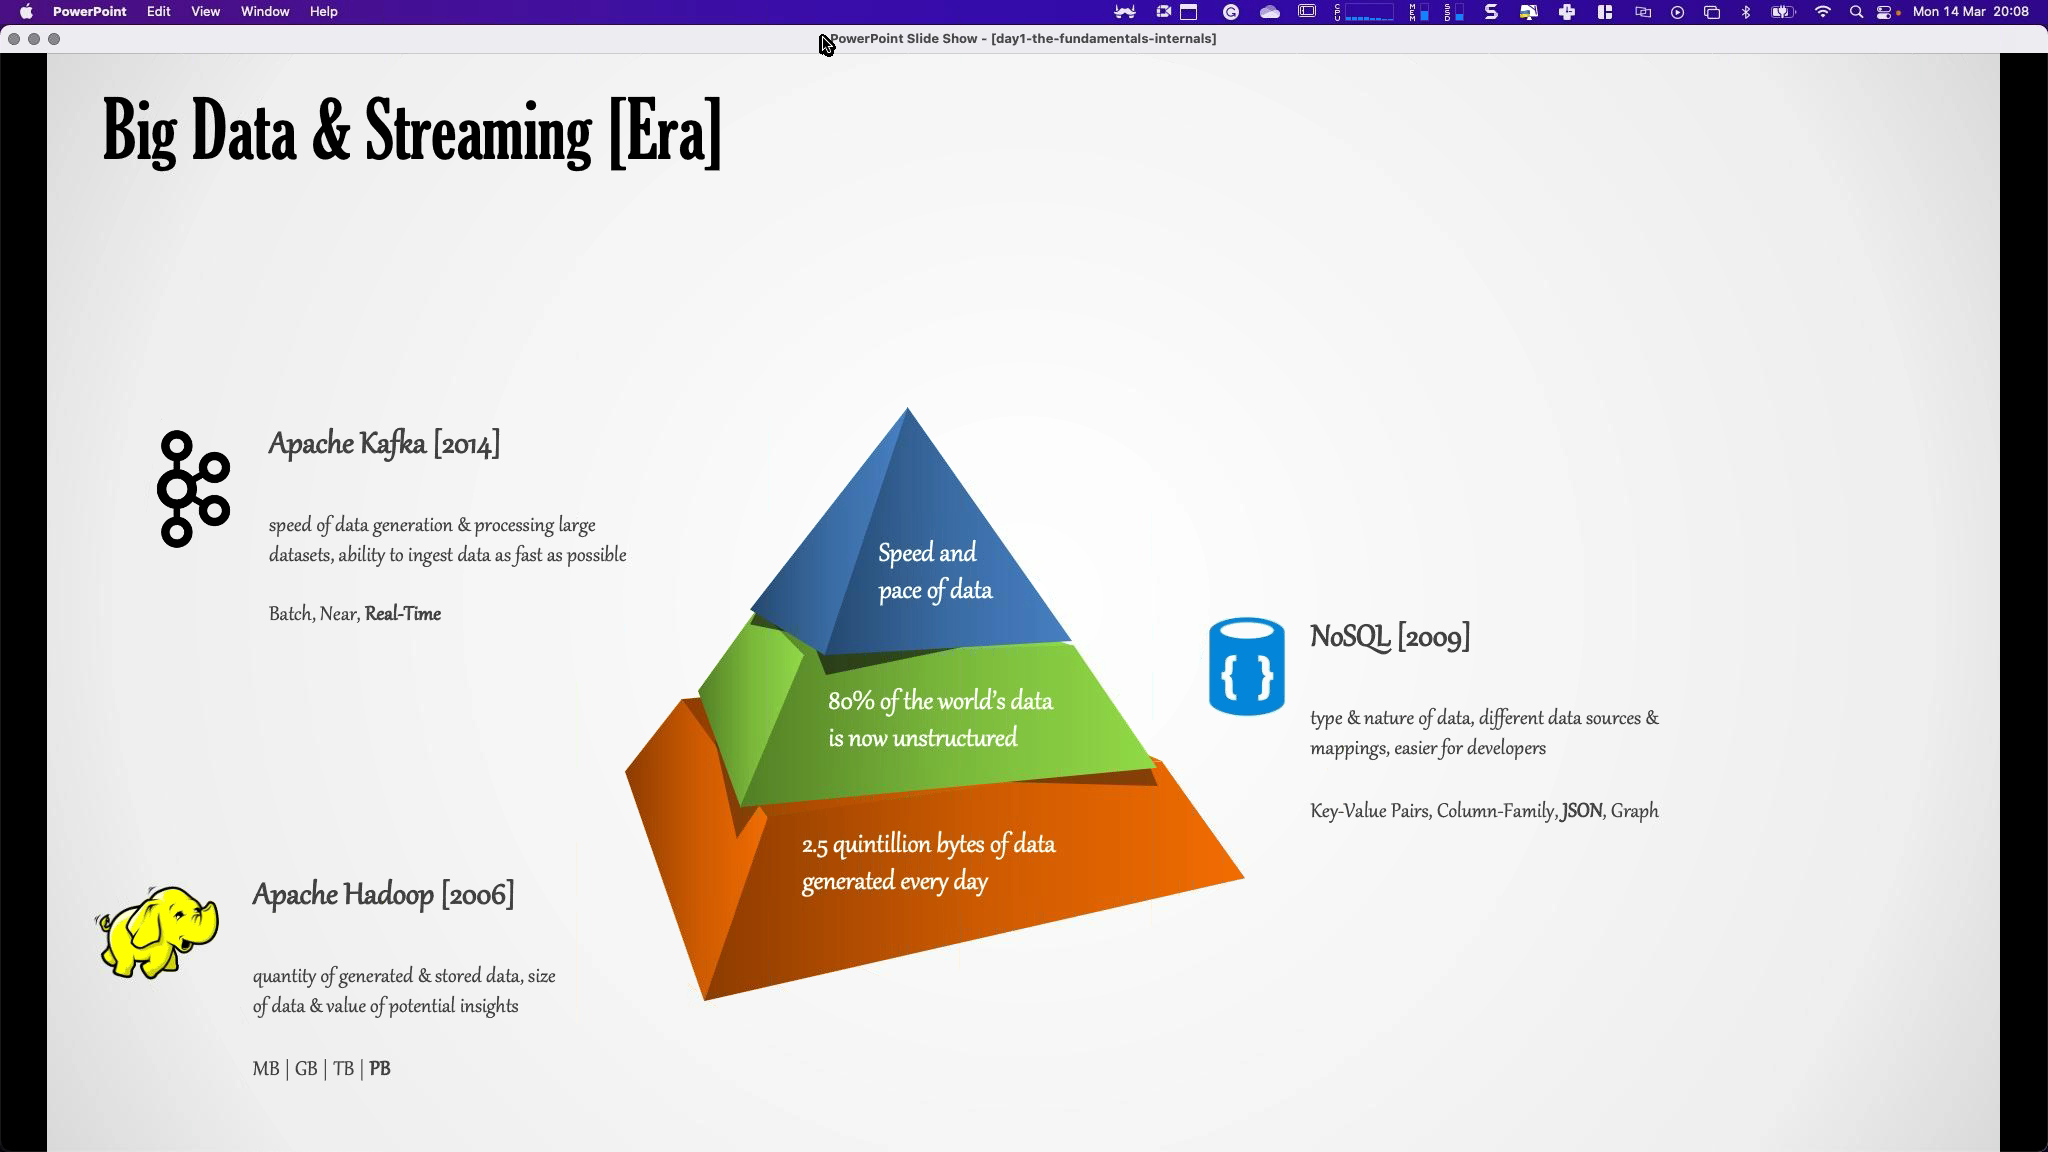 PowerPoint Edit View Window Help
Mon 14 Mar 20:08
PowerPoint Slide Show - [day1-the-fundamentals-internals]
Big Data & Streaming [Era]
Apache Kafka [2014]
speed of data generation & processing large
datasets, ability to ingest data as fast as possible
Batch, Near, Real-Time
Speed and
pace of data
80% of the world's data
is now unstructured
2.5 quintillion bytes of data
generated every day
NoSQL [2009]
type & nature of data, different data sources &
mappings, easier for developers
Key-Value Pairs, Column-Family, JSON, Graph
Apache Hadoop [2006]
quantity of generated & stored data, size
of data & value of potential insights
MB | GB | TB | PB